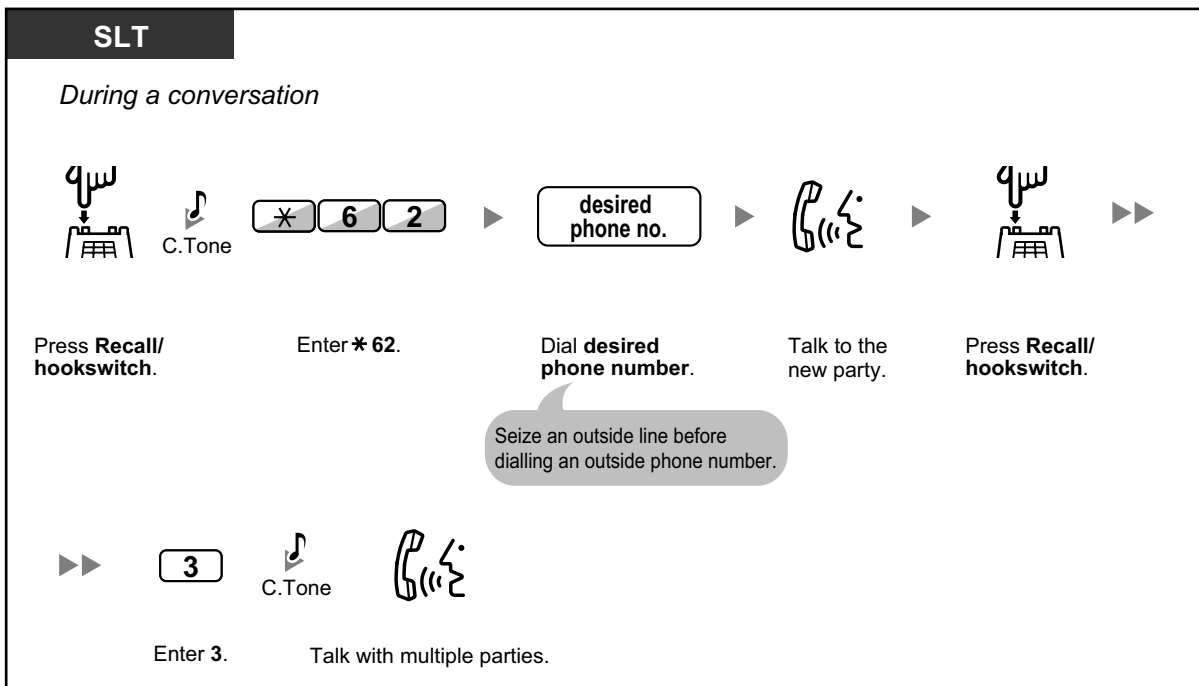 SLT
During a conversation
C.Tone
* 6 2
desired
phone no.
Press Recall/
hookswitch.
Enter * 62.
Dial desired
phone number.
Talk to the
new party.
Press Recall/
hookswitch.
Seize an outside line before
dialling an outside phone number.
3
C.Tone
Enter 3.
Talk with multiple parties.